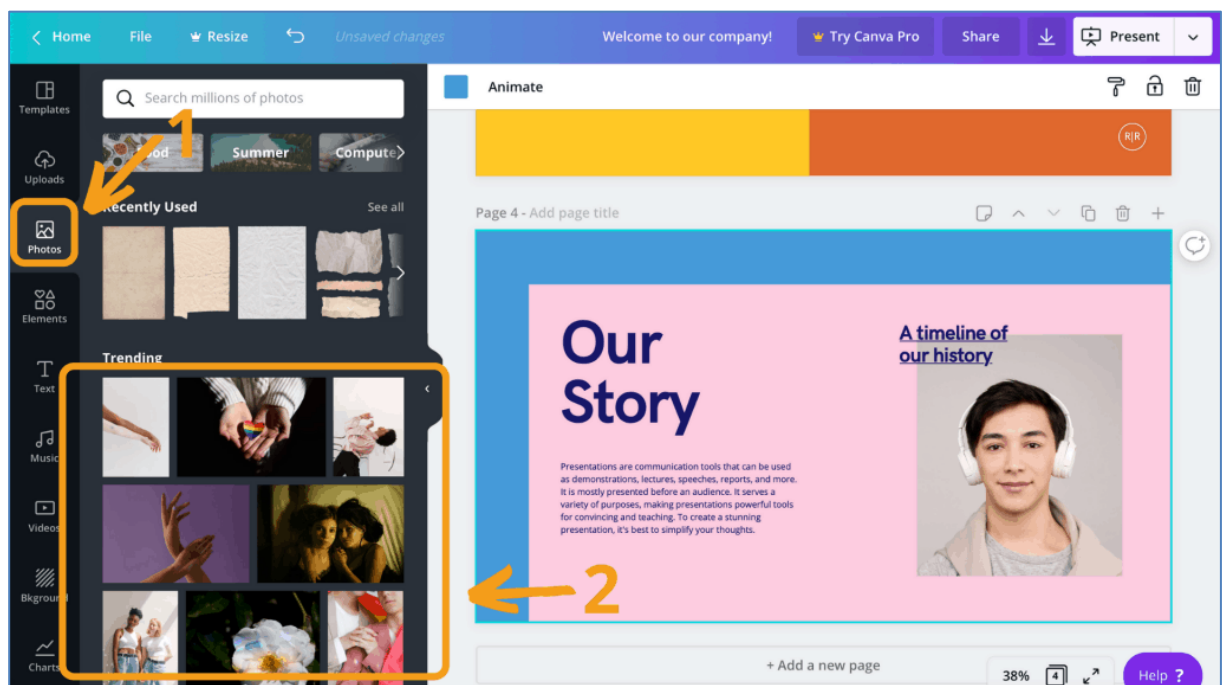 Home File Resize Unsaved changes Welcome to our company! Try Canva Pro Share Present
Templates
Uploads
Photos
Elements
Text
Music
Videos
Bkground
Charts
Search millions of photos
1
Food Summer Compute
Recently Used See all
Trending
2
Animate
R|R
Page 4 - Add page title
Our
Story
A timeline of
our history
Presentations are communication tools that can be used
as demonstrations, lectures, speeches, reports, and more.
It is mostly presented before an audience. It serves a
variety of purposes, making presentations powerful tools
for convincing and teaching. To create a stunning
presentation, it's best to simplify your thoughts.
+ Add a new page
38% 4 Help ?